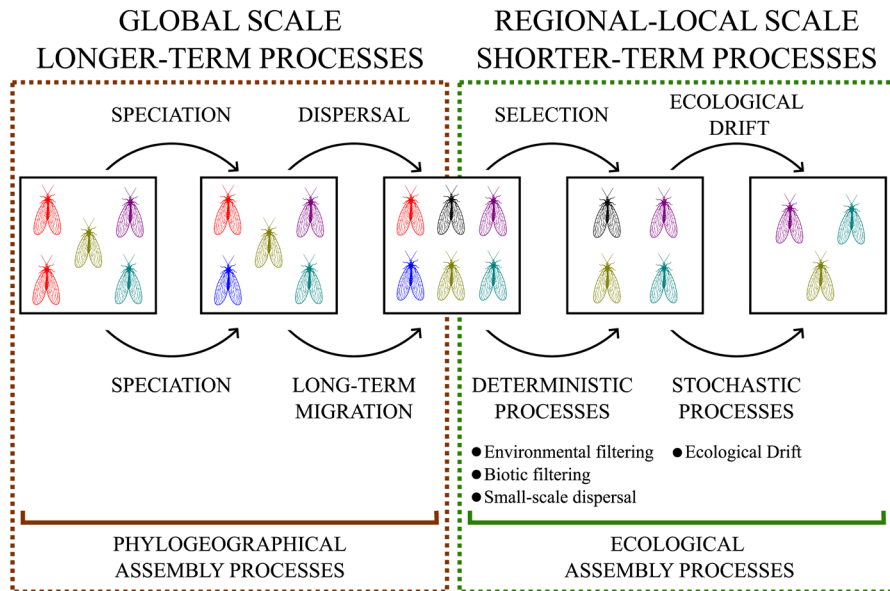 GLOBAL SCALE
LONGER-TERM PROCESSES
REGIONAL-LOCAL SCALE
SHORTER-TERM PROCESSES
SPECIATION
DISPERSAL
SELECTION
ECOLOGICAL
DRIFT
SPECIATION
LONG-TERM
MIGRATION
DETERMINISTIC
PROCESSES
STOCHASTIC
PROCESSES
● Environmental filtering
● Biotic filtering
● Small-scale dispersal
● Ecological Drift
PHYLOGEOGRAPHICAL
ASSEMBLY PROCESSES
ECOLOGICAL
ASSEMBLY PROCESSES